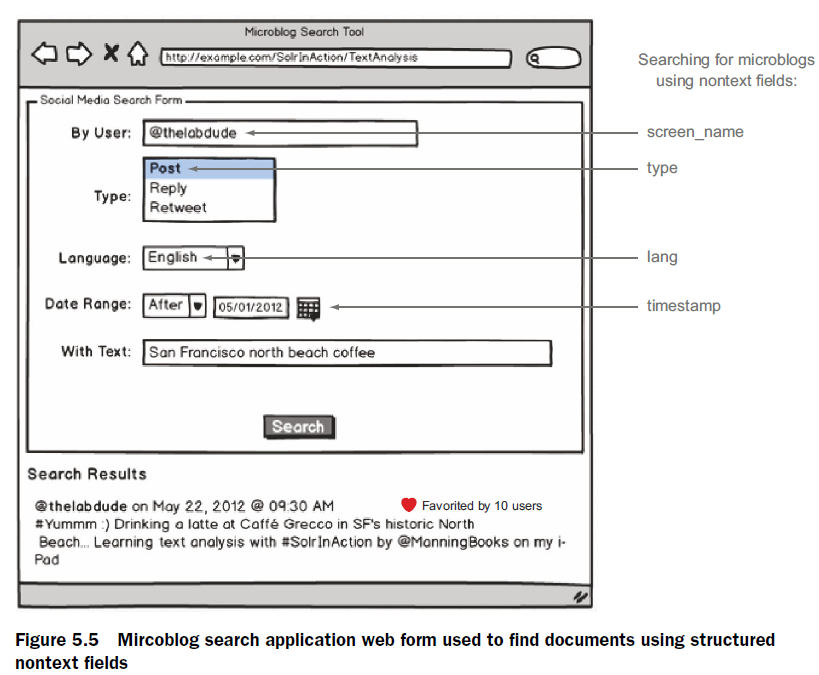 Microblog Search Tool
http://example.com/SolrInAction/TextAnalysis
Searching for microblogs
using nontext fields:
Social Media Search Form
By User: @thelabdude
screen_name
Type: Post
type
Reply
Retweet
Language: English
lang
Date Range: After 05/01/2012
timestamp
With Text: San Francisco north beach coffee
Search
Search Results
@thelabdude on May 22, 2012 @ 09:30 AM Favorited by 10 users
#Yummm :) Drinking a latte at Caffé Grecco in SF's historic North
Beach... Learning text analysis with #SolrInAction by @ManningBooks on my i-
Pad
Figure 5.5 Mircoblog search application web form used to find documents using structured
nontext fields